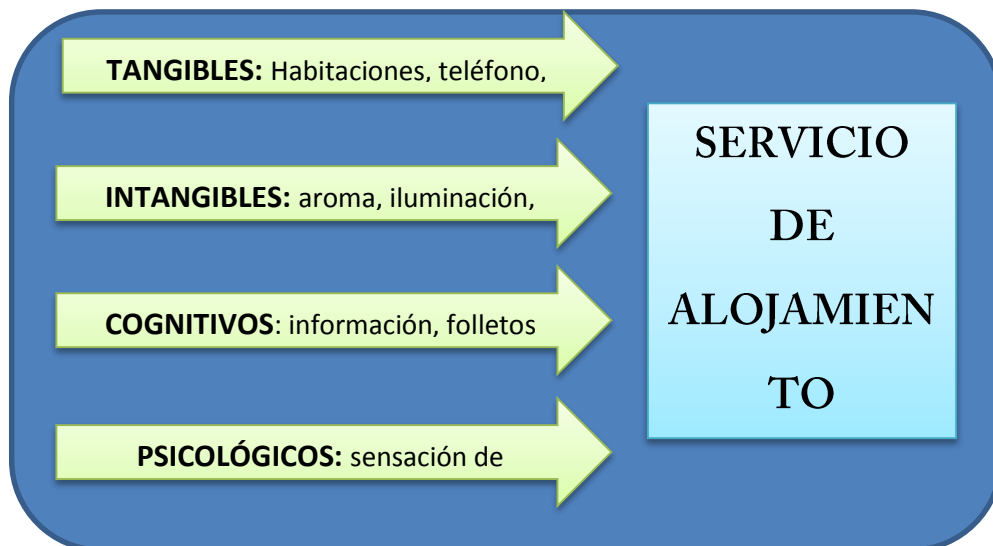 TANGIBLES: Habitaciones, teléfono,
INTANGIBLES: aroma, iluminación,
COGNITIVOS: información, folletos
PSICOLÓGICOS: sensación de
SERVICIO
DE
ALOJAMIEN
TO